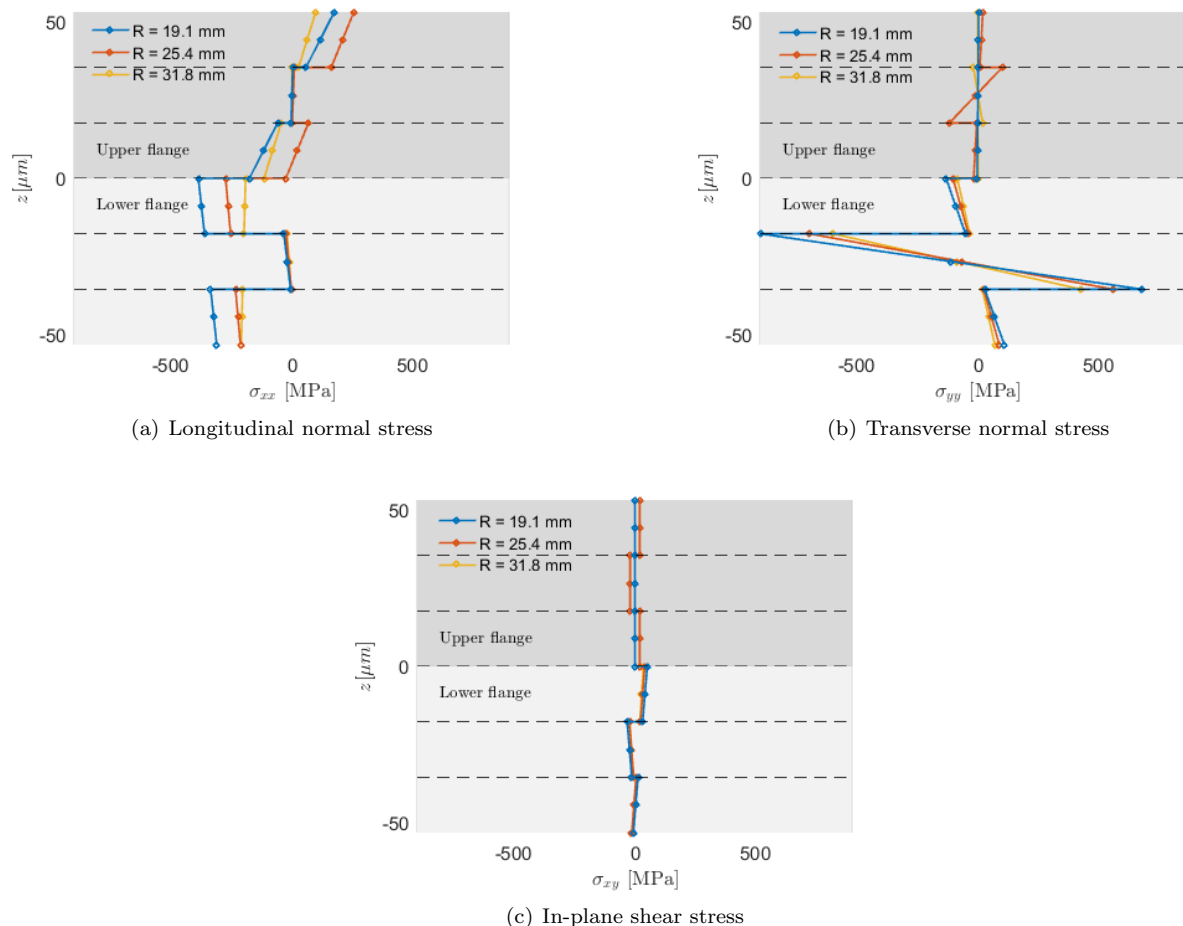 50
R = 19.1 mm
R = 25.4 mm
R = 31.8 mm
Upper flange
0
Lower flange
-50
z [μm]
-500 0 500
σxx [MPa]
(a) Longitudinal normal stress
50
R = 19.1 mm
R = 25.4 mm
R = 31.8 mm
Upper flange
0
Lower flange
-50
z [μm]
-500 0 500
σyy [MPa]
(b) Transverse normal stress
50
R = 19.1 mm
R = 25.4 mm
R = 31.8 mm
Upper flange
0
Lower flange
-50
z [μm]
-500 0 500
σxy [MPa]
(c) In-plane shear stress